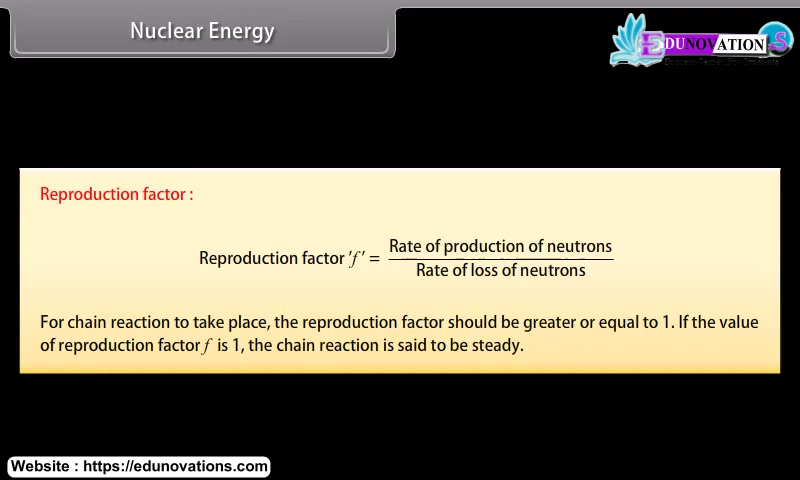 Nuclear Energy
EDUNOVATIONS
Reproduction factor :
Reproduction factor 'f' = Rate of production of neutrons
Rate of loss of neutrons
For chain reaction to take place, the reproduction factor should be greater or equal to 1. If the value
of reproduction factor f is 1, the chain reaction is said to be steady.
Website : https://edunovations.com